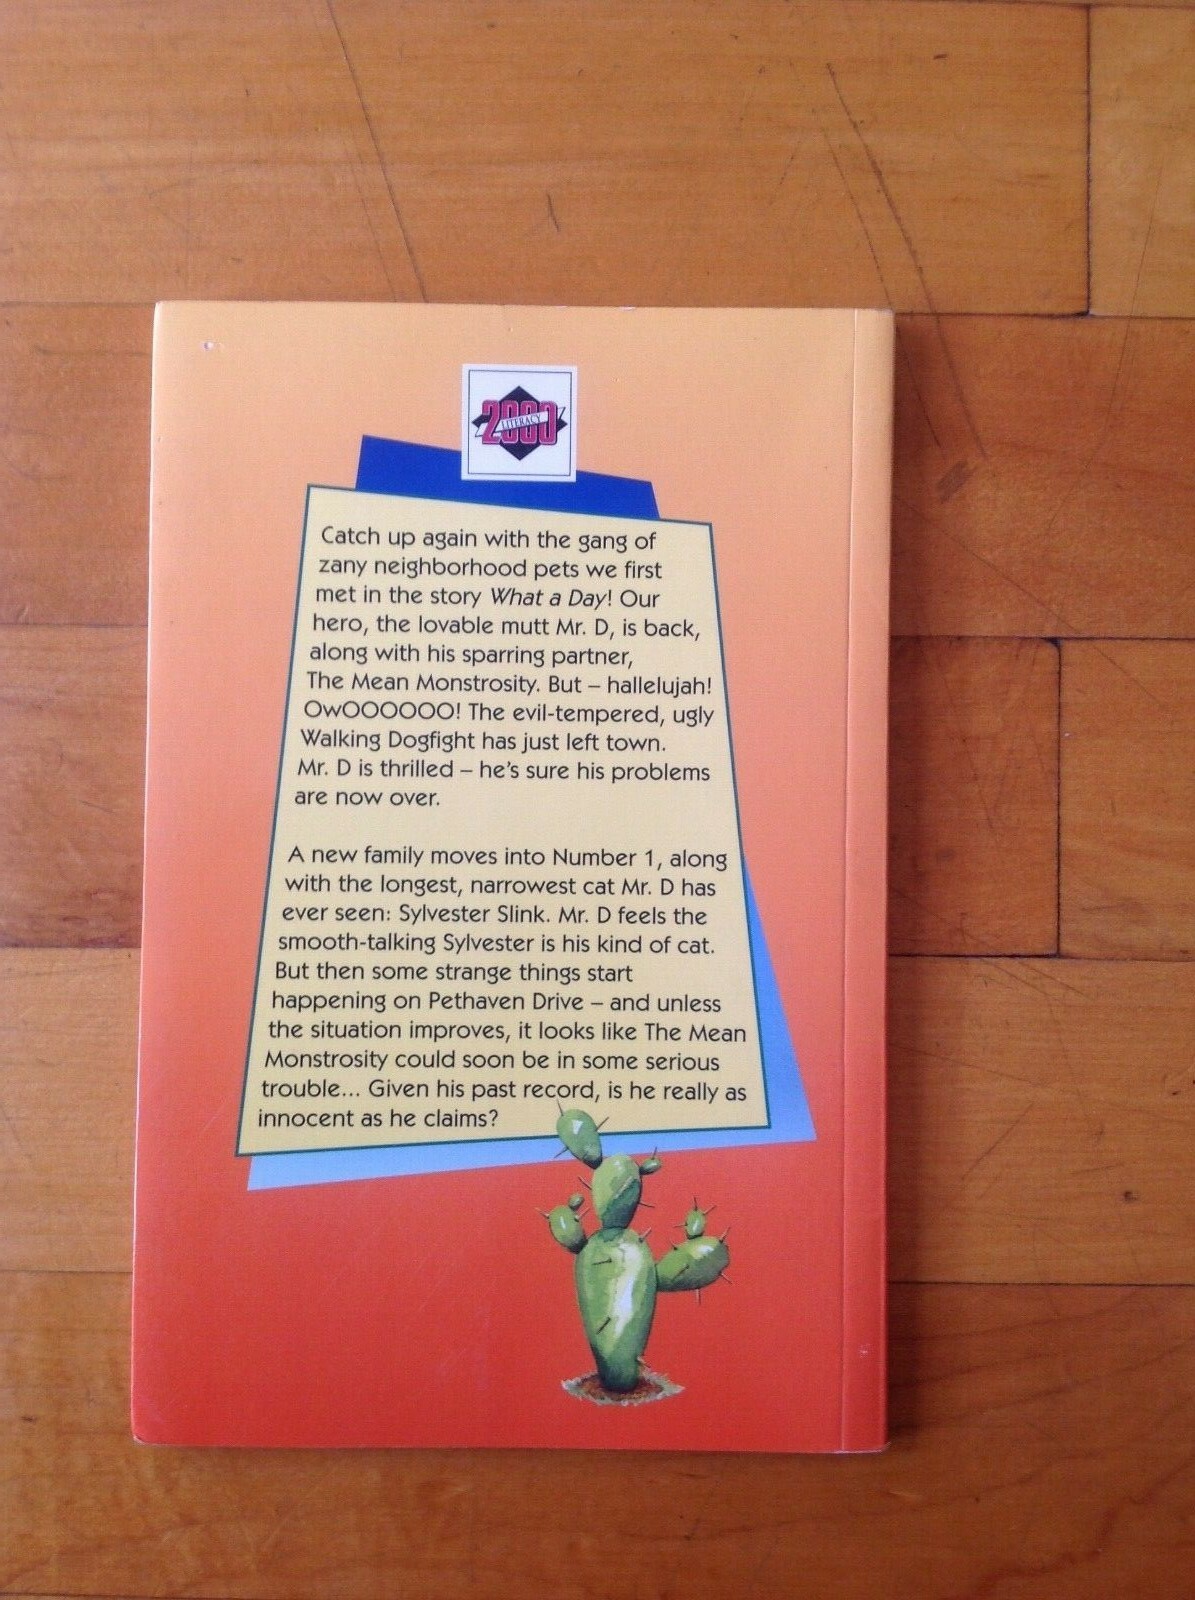 2000
LITERACY
Catch up again with the gang of
zany neighborhood pets we first
met in the story What a Day! Our
hero, the lovable mutt Mr. D, is back,
along with his sparring partner,
The Mean Monstrosity. But – hallelujah!
OwOOOOOO! The evil-tempered, ugly
Walking Dogfight has just left town.
Mr. D is thrilled – he's sure his problems
are now over.
A new family moves into Number 1, along
with the longest, narrowest cat Mr. D has
ever seen: Sylvester Slink. Mr. D feels the
smooth-talking Sylvester is his kind of cat.
But then some strange things start
happening on Pethaven Drive – and unless
the situation improves, it looks like The Mean
Monstrosity could soon be in some serious
trouble... Given his past record, is he really as
innocent as he claims?